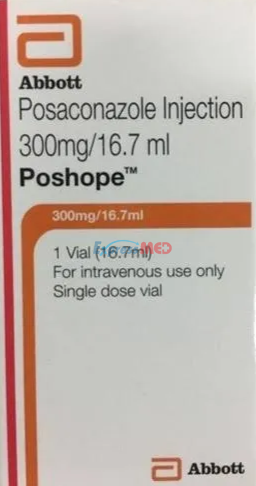 Abbott
Posaconazole Injection
300mg/16.7 ml
Poshope™
300mg/16.7ml
1 Vial (16.7ml)
For intravenous use only
Single dose vial
Abbott